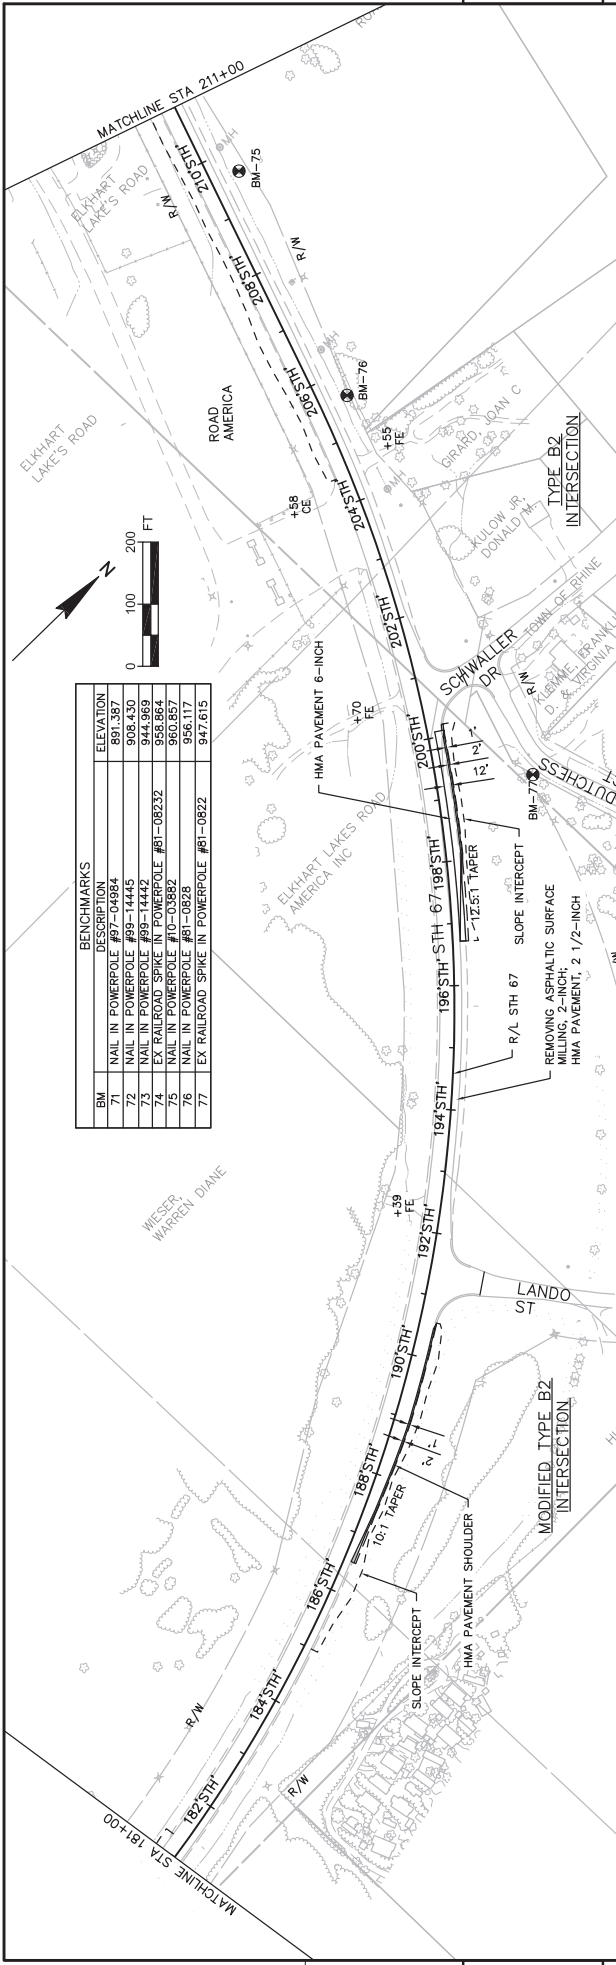 MATCHLINE STA 181+00
182'STH'
184'STH'
186'STH'
188'STH'
190'STH'
192'STH'
194'STH'
196'STH'
198'STH'
200'STH'
202'STH'
204'STH'
206'STH'
208'STH'
210'STH'
MATCHLINE STA 211+00
STH 67
BENCHMARKS
BM DESCRIPTION ELEVATION
71 NAIL IN POWERPOLE #97-04984 891.387
72 NAIL IN POWERPOLE #99-14445 908.430
73 NAIL IN POWERPOLE #99-14442 944.969
74 EX RAILROAD SPIKE IN POWERPOLE #81-08232 958.864
75 NAIL IN POWERPOLE #10-03882 960.857
76 NAIL IN POWERPOLE #81-0828 956.117
77 EX RAILROAD SPIKE IN POWERPOLE #81-0822 947.615
N
0 100 200
FT
R/W
R/W
WIESER,
WARREN DIANE
+39
FE
ELKHART LAKES ROAD
AMERICA INC
+70
FE
HMA PAVEMENT 6-INCH
+58
CE
ELKHART
LAKE'S ROAD
ROAD
AMERICA
ELKHART
LAKE'S ROAD
R/W
R/W
MH
BM-75
MH
BM-76
+55
FE
MH
GIRARD, JOAN C
KULOW JR,
DONALD M.
TYPE B2
INTERSECTION
TOWN OF RHINE
SCHWALLER
DR
R/W
D. & VIRGINIA
DUTCHESS
CT
BM-77
1'
2'
12'
12.5:1 TAPER
SLOPE INTERCEPT
R/L STH 67
REMOVING ASPHALTIC SURFACE
MILLING, 2-INCH;
HMA PAVEMENT, 2 1/2-INCH
LANDO
ST
MODIFIED TYPE B2
INTERSECTION
1'
2'
10:1 TAPER
HMA PAVEMENT SHOULDER
SLOPE INTERCEPT